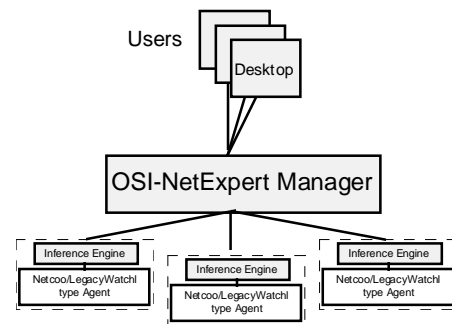 Users
Desktop
OSI-NetExpert Manager
Inference Engine
Netcoo/LegacyWatchl
type Agent
Inference Engine
Netcoo/LegacyWatchl
type Agent
Inference Engine
Netcoo/LegacyWatchl
type Agent